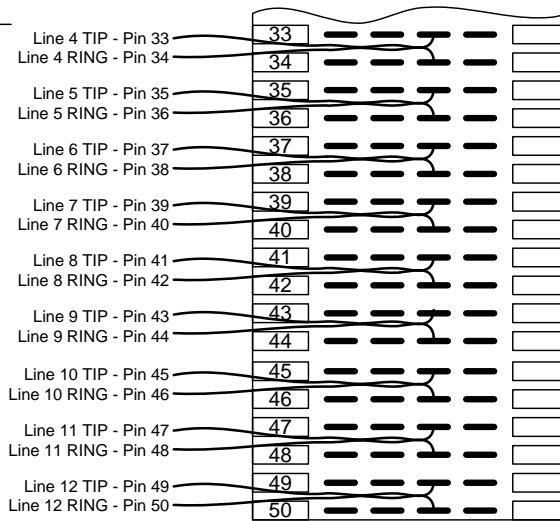 Line 4 TIP - Pin 33
33
Line 4 RING - Pin 34
34
Line 5 TIP - Pin 35
35
Line 5 RING - Pin 36
36
Line 6 TIP - Pin 37
37
Line 6 RING - Pin 38
38
Line 7 TIP - Pin 39
39
Line 7 RING - Pin 40
40
Line 8 TIP - Pin 41
41
Line 8 RING - Pin 42
42
Line 9 TIP - Pin 43
43
Line 9 RING - Pin 44
44
Line 10 TIP - Pin 45
45
Line 10 RING - Pin 46
46
Line 11 TIP - Pin 47
47
Line 11 RING - Pin 48
48
Line 12 TIP - Pin 49
49
Line 12 RING - Pin 50
50